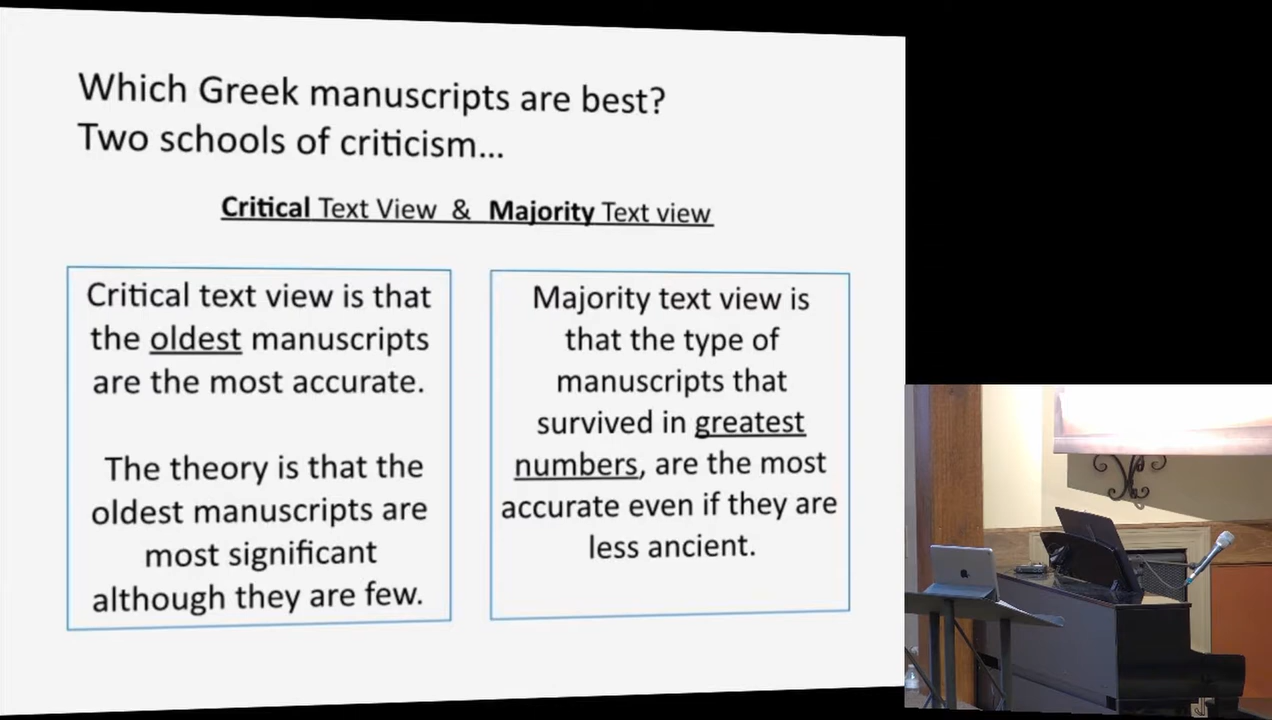 Which Greek manuscripts are best?
Two schools of criticism...
Critical Text View & Majority Text view
Critical text view is that
the oldest manuscripts
are the most accurate.
The theory is that the
oldest manuscripts are
most significant
although they are few.
Majority text view is
that the type of
manuscripts that
survived in greatest
numbers, are the most
accurate even if they are
less ancient.